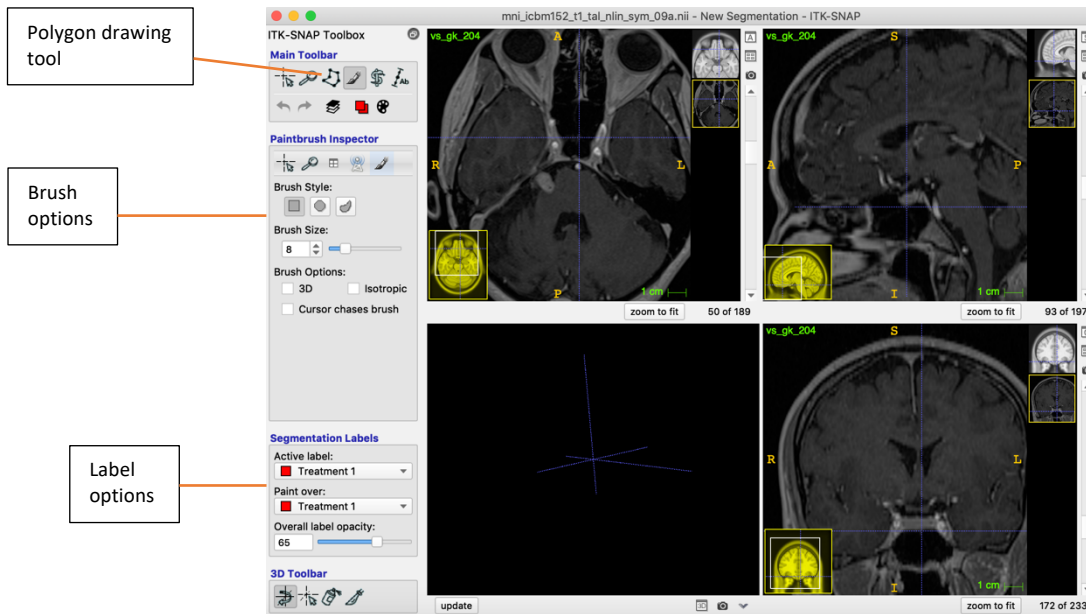 Polygon drawing
tool
Brush
options
Label
options
mni_icbm152_t1_tal_nlin_sym_09a.nii - New Segmentation - ITK-SNAP
ITK-SNAP Toolbox
Main Toolbar
Ab
Paintbrush Inspector
Brush Style:
Brush Size:
8
Brush Options:
3D Isotropic
Cursor chases brush
Segmentation Labels
Active label:
Treatment 1
Paint over:
Treatment 1
Overall label opacity:
65
3D Toolbar
vs_gk_204
A
R
L
P
1 cm
A
zoom to fit 50 of 189
vs_gk_204
S
A
P
I
1 cm
zoom to fit 93 of 197
update
3D
vs_gk_204
S
R
L
I
1 cm
zoom to fit 172 of 233